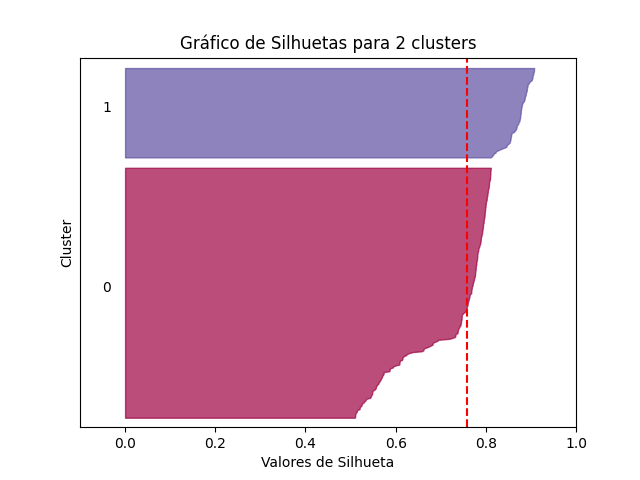 Gráfico de Silhuetas para 2 clusters
1
0
Cluster
0.0 0.2 0.4 0.6 0.8 1.0
Valores de Silhueta